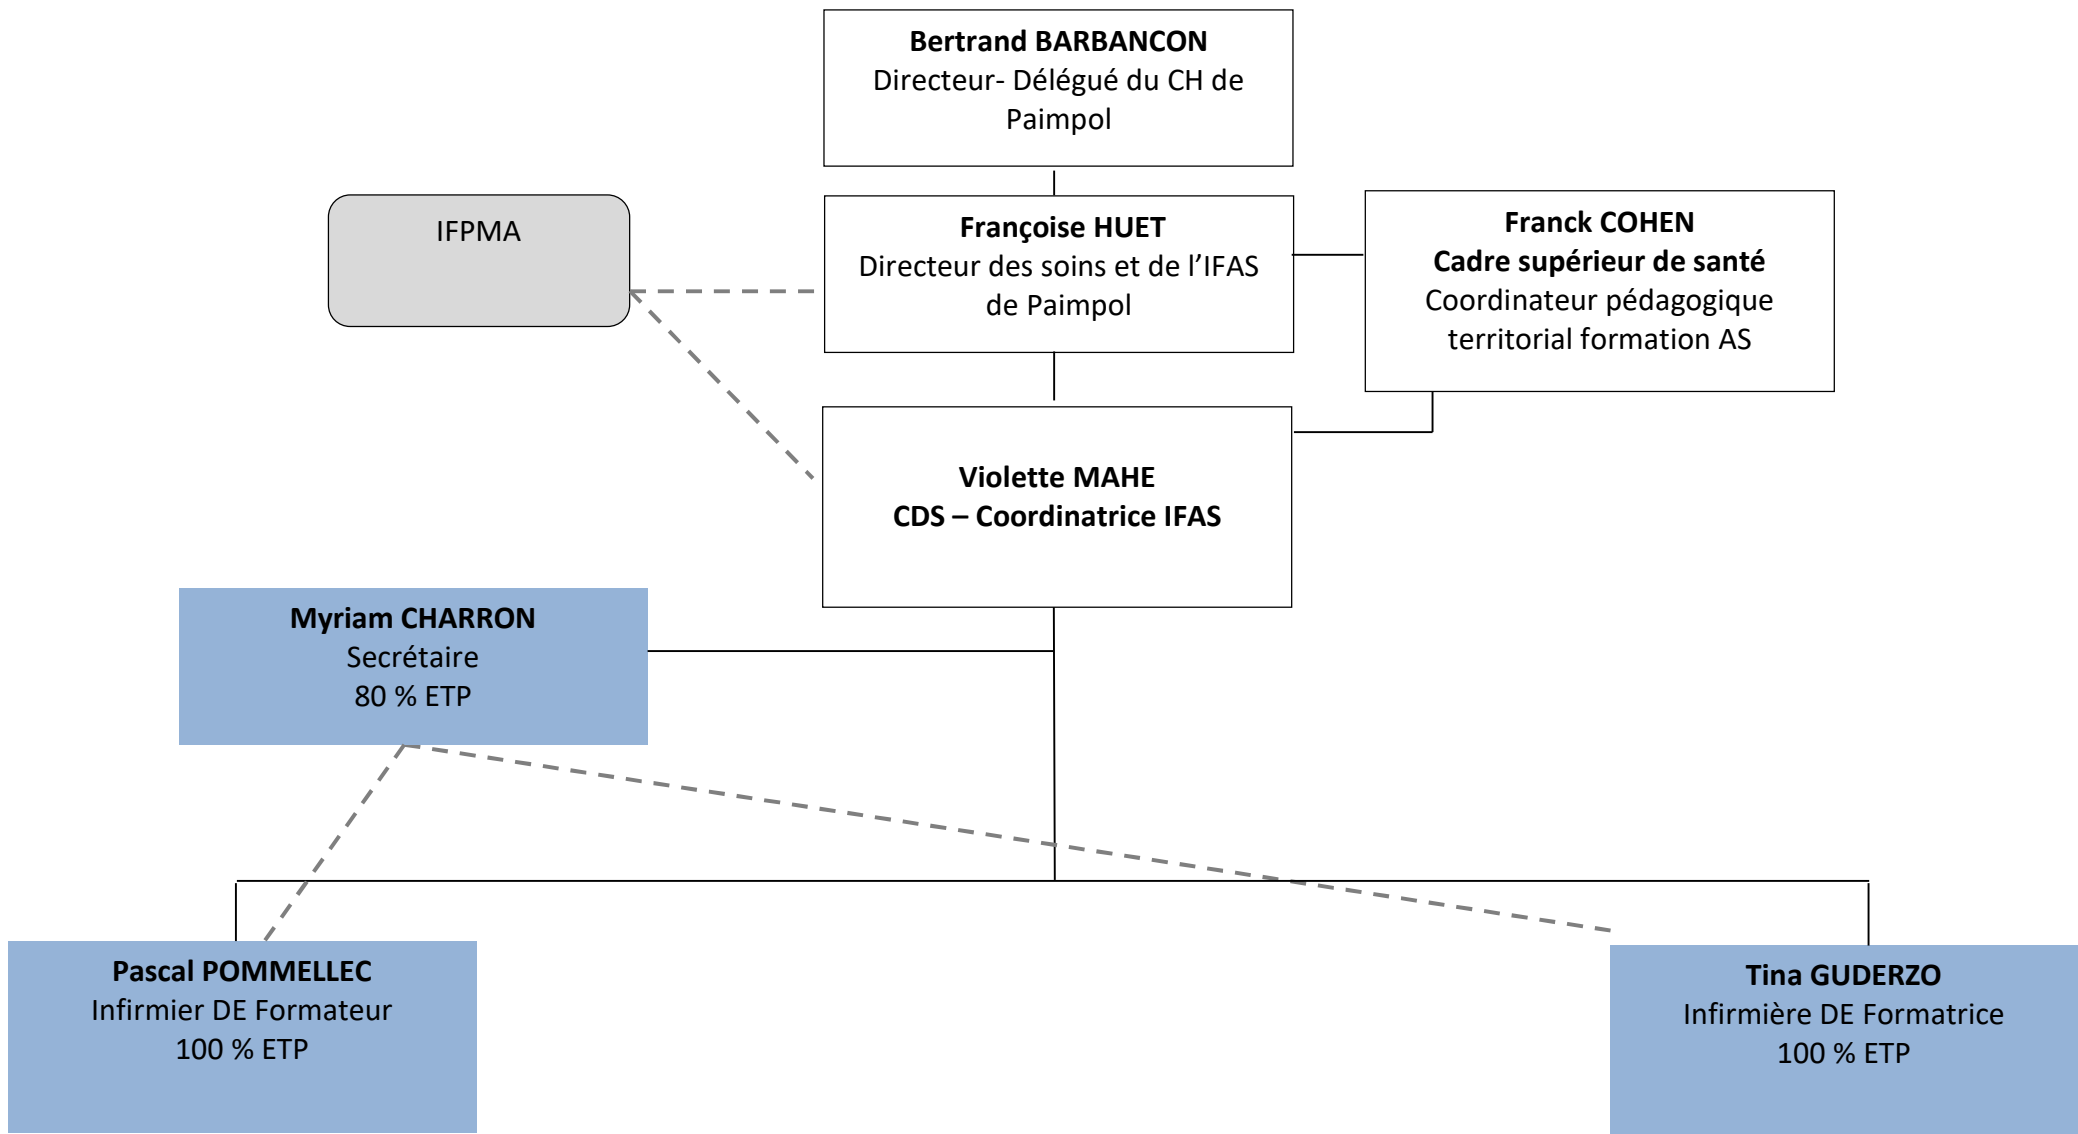 Bertrand BARBANCON
Directeur- Délégué du CH de
Paimpol
IFPMA
Françoise HUET
Directeur des soins et de l’IFAS
de Paimpol
Franck COHEN
Cadre supérieur de santé
Coordinateur pédagogique
territorial formation AS
Violette MAHE
CDS – Coordinatrice IFAS
Myriam CHARRON
Secrétaire
80 % ETP
Pascal POMMELLEC
Infirmier DE Formateur
100 % ETP
Tina GUDERZO
Infirmière DE Formatrice
100 % ETP